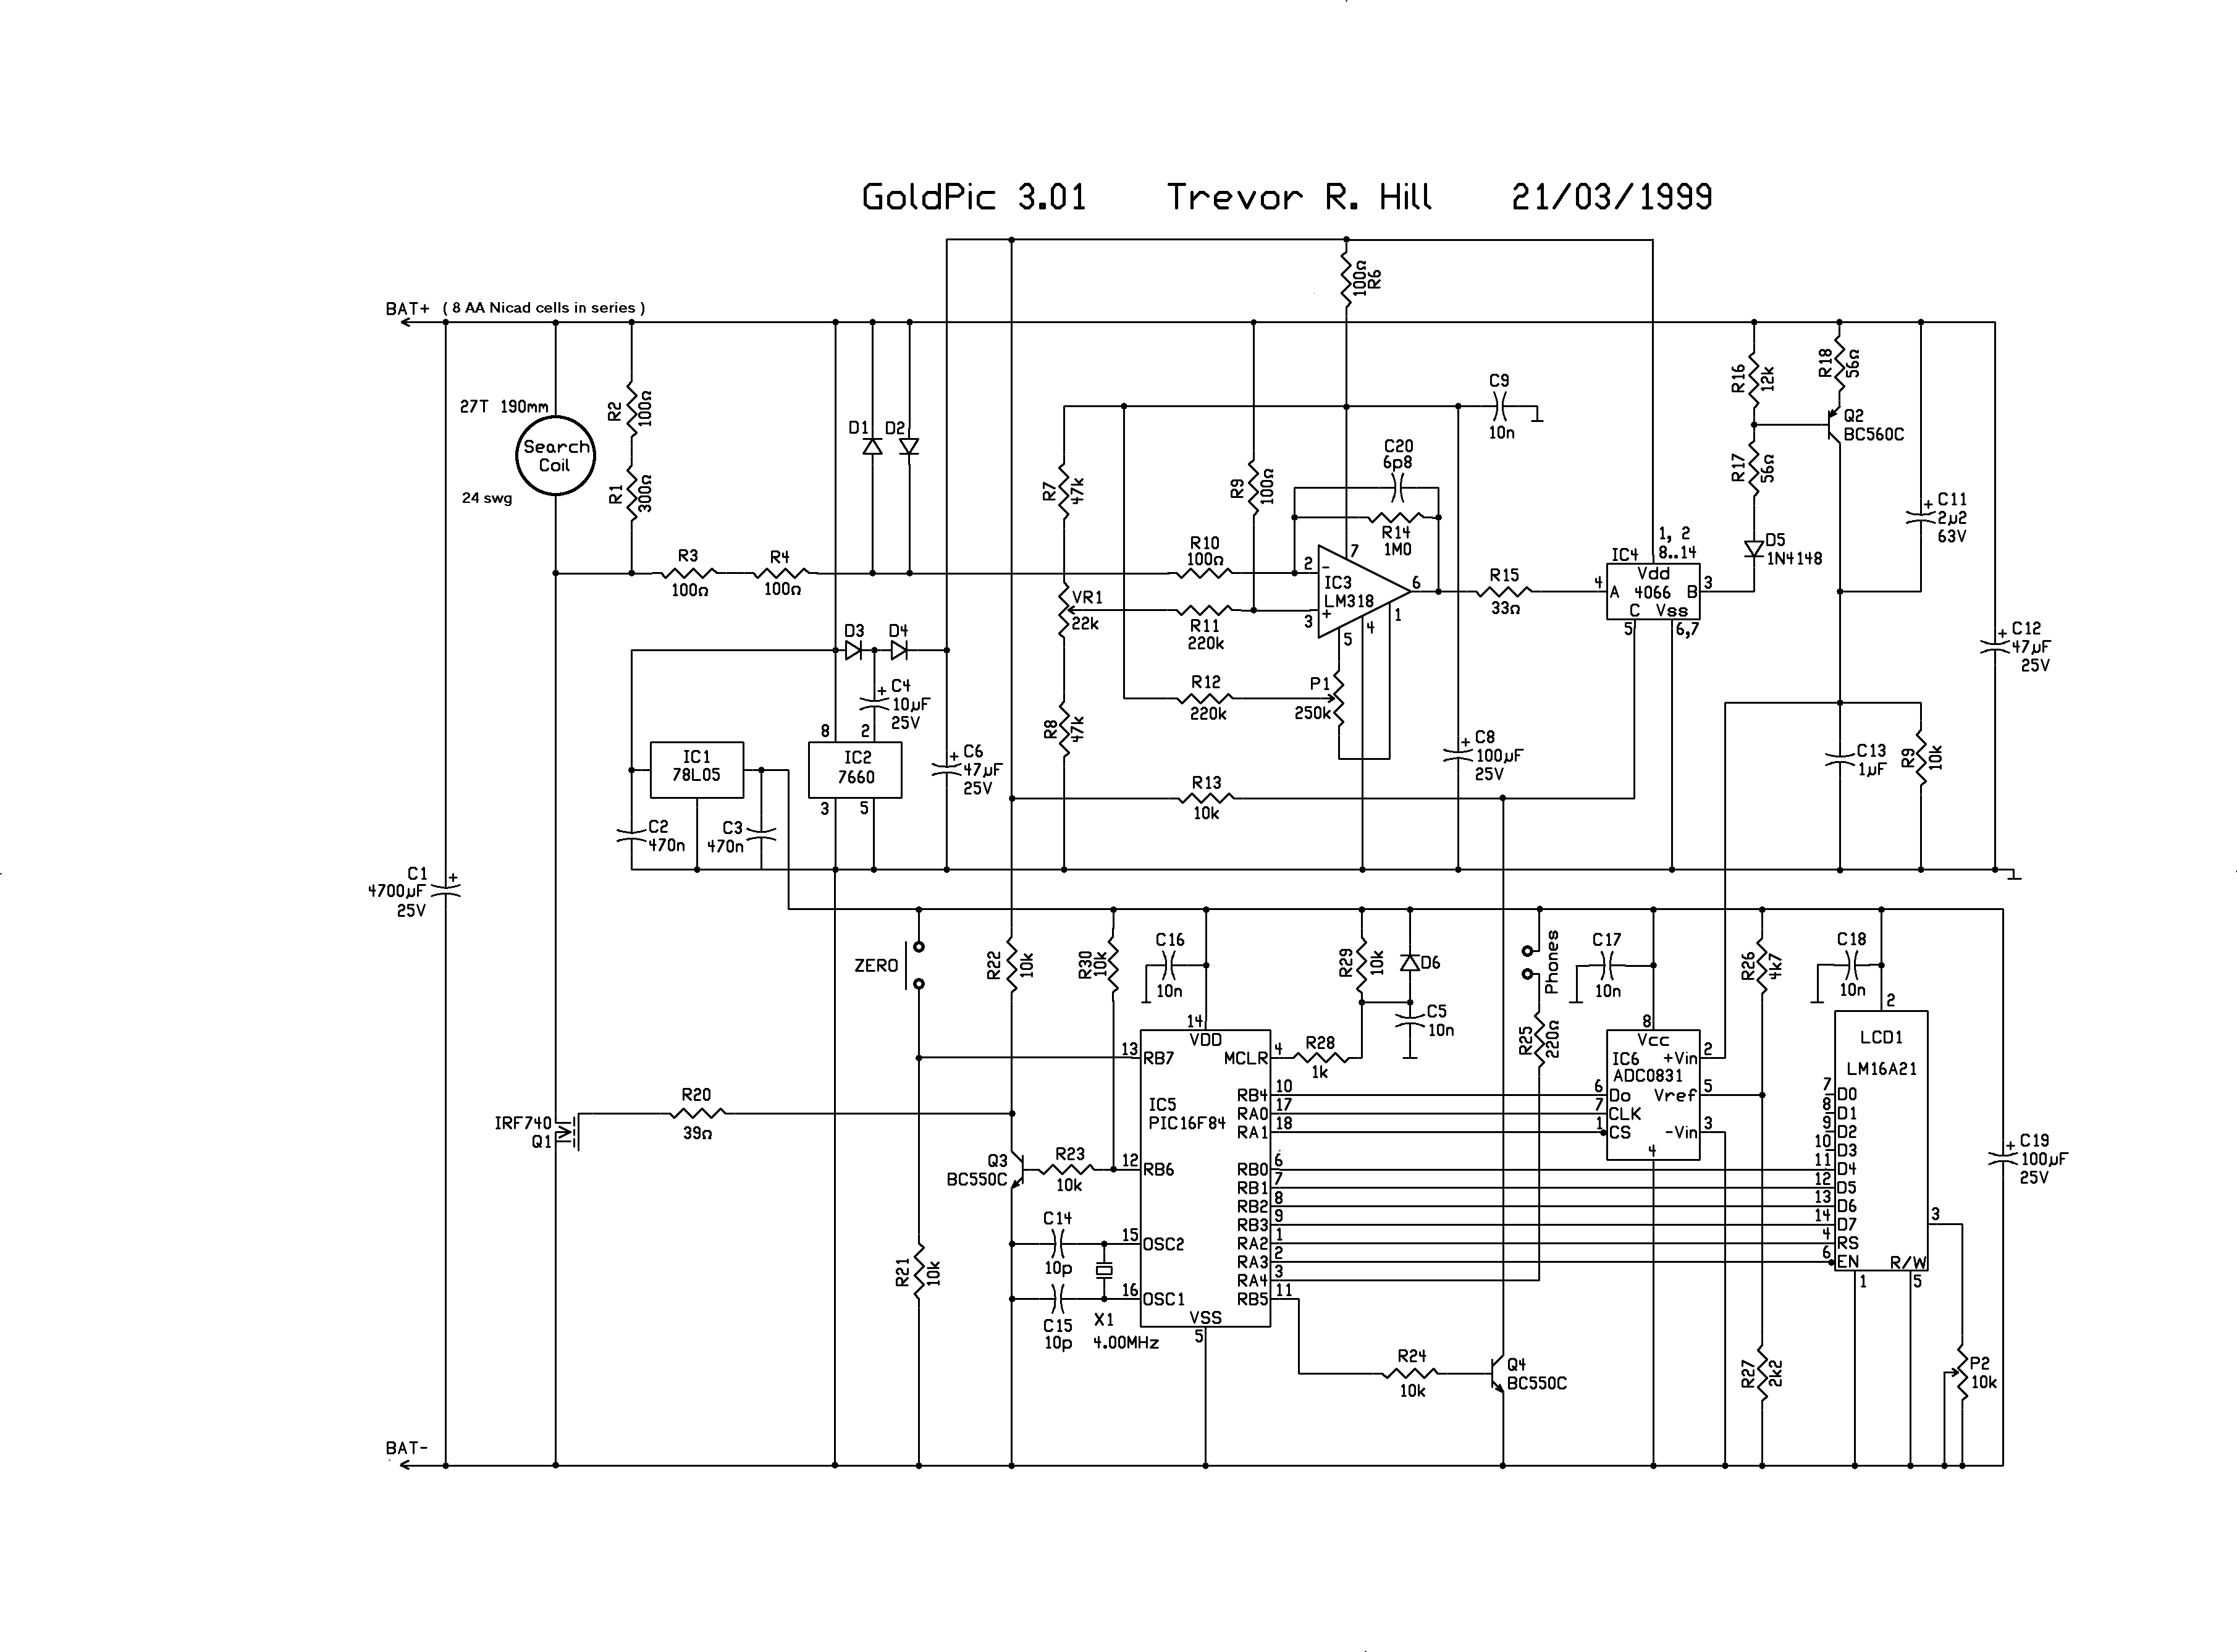 GoldPic 3.01 Trevor R. Hill 21/03/1999
BAT+ ( 8 AA Nicad cells in series )
100Ω
R6
27T 190mm
Search
Coil
24 swg
R2
100Ω
R1
300Ω
D1
D2
R3
100Ω
R4
100Ω
R7
47k
VR1
22k
R8
47k
R9
100Ω
R10
100Ω
R11
220k
R12
220k
P1
250k
R13
10k
C9
10n
C20
6p8
R14
1M0
2
-
3
+
IC3
LM318
7
6
5
4
1
R15
33Ω
IC4
1, 2
8..14
Vdd
4 A 4066 B 3
C Vss
5
6,7
R16
12k
R17
56Ω
D5
1N4148
R18
56Ω
Q2
BC560C
+ C11
2µ2
63V
+ C12
47µF
25V
D3
D4
+ C4
10µF
25V
8
2
IC1
78L05
IC2
7660
3
5
C2
470n
C3
470n
+ C6
47µF
25V
+ C8
100µF
25V
C13
1µF
R9
10k
C1 +
4700µF
25V
ZERO
R22
10k
R30
10k
C16
10n
R29
10k
D6
C5
10n
Phones
R25
220Ω
C17
10n
R26
4k7
C18
10n
R28
1k
IRF740
Q1
R20
39Ω
Q3
BC550C
R23
10k
R21
10k
C14
10p
C15
10p
X1
4.00MHz
14
VDD
13 RB7
MCLR 4
RB4 10
IC5
PIC16F84
RA0 17
RA1 18
12 RB6
RB0 6
RB1 7
RB2 8
RB3 9
15 OSC2
RA2 1
RA3 2
RA4 3
16 OSC1
RB5 11
VSS
5
8
Vcc
IC6
ADC0831
+Vin 2
6 Do
Vref 5
7 CLK
1 CS
-Vin 3
4
2
LCD1
LM16A21
7 D0
8 D1
9 D2
10 D3
11 D4
12 D5
13 D6
14 D7
4 RS
6 EN
R/W
3
1
5
+ C19
100µF
25V
R24
10k
Q4
BC550C
R27
2k2
P2
10k
BAT-